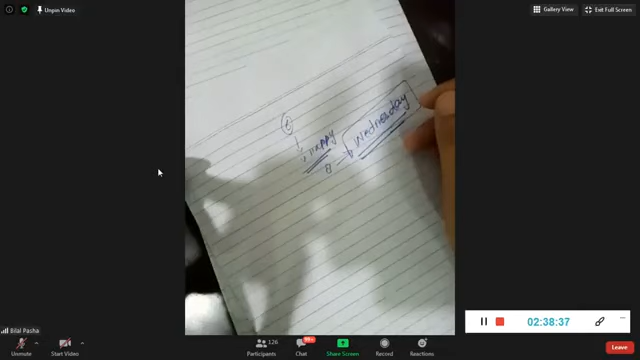 Unpin Video
Gallery View
Exit Full Screen
Happy
Wednesday
B
02:38:37
Bilal Pasha
Unmute
Start Video
126
Participants
99+
Chat
Share Screen
Record
Reactions
Leave